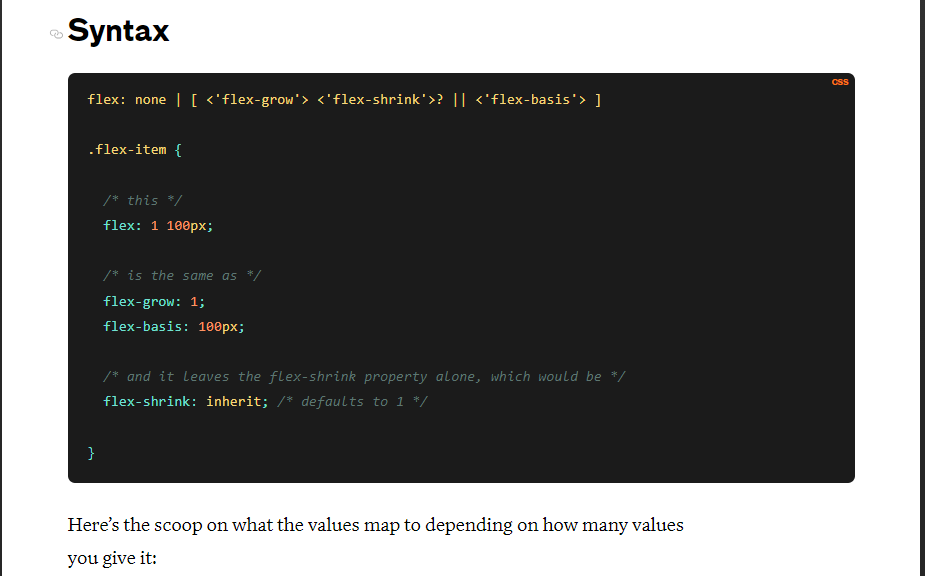 Syntax
CSS
flex: none | [ <'flex-grow'> <'flex-shrink'>? || <'flex-basis'> ]
.flex-item {
/* this */
flex: 1 100px;
/* is the same as */
flex-grow: 1;
flex-basis: 100px;
/* and it leaves the flex-shrink property alone, which would be */
flex-shrink: inherit; /* defaults to 1 */
}
Here’s the scoop on what the values map to depending on how many values
you give it: